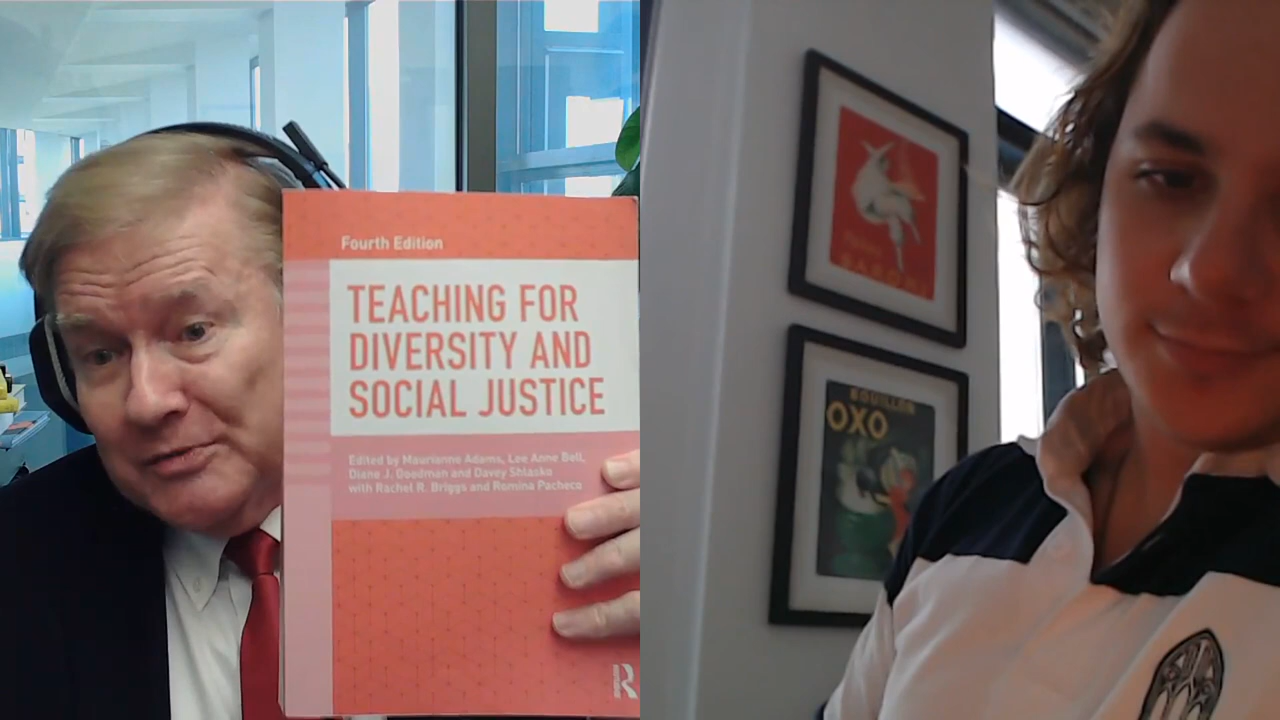 Fourth Edition
TEACHING FOR
DIVERSITY AND
SOCIAL JUSTICE
Edited by Maurianne Adams, Lee Anne Bell,
Diane J. Goodman and Davey Shlasko
with Rachel R. Briggs and Romina Pacheco
BOUILLON
OXO